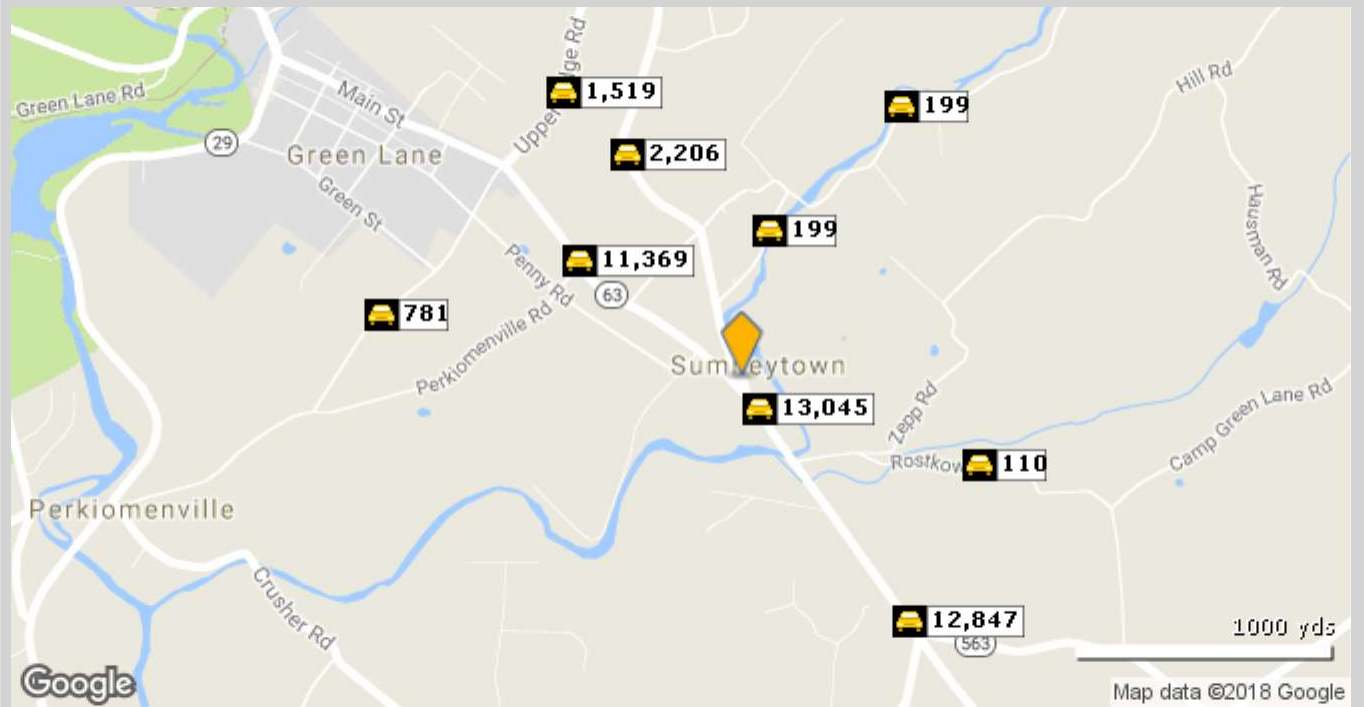 Green Lane Rd
29
Main St
Green Lane
Green St
1,519
2,206
199
Hill Rd
Hausman Rd
199
11,369
63
Penny Rd
781
Perkiomenville Rd
13,045
Zepp Rd
110
Camp Green Lane Rd
Perkiomenville
Crusher Rd
12,847
563
1000 yds
Google
Map data ©2018 Google